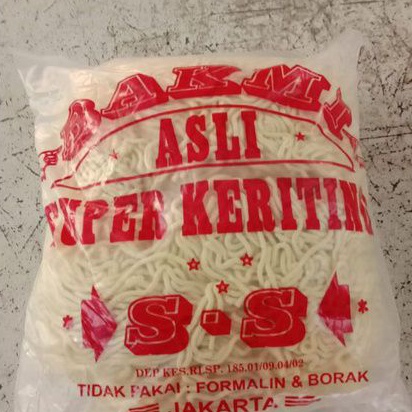 BAKMI
ASLI
SUPER KERITING
S-S
DEP KES.RI.SP. 185.01/09.04/02
TIDAK PAKAI : FORMALIN & BORAK
JAKARTA